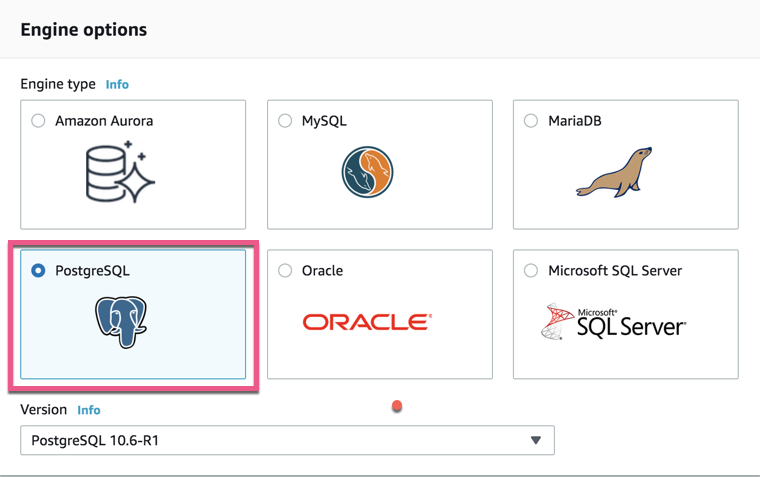 Engine options
Engine type Info
Amazon Aurora
MySQL
MariaDB
PostgreSQL
Oracle
Microsoft SQL Server
ORACLE®
Microsoft®
SQL Server®
Version Info
PostgreSQL 10.6-R1